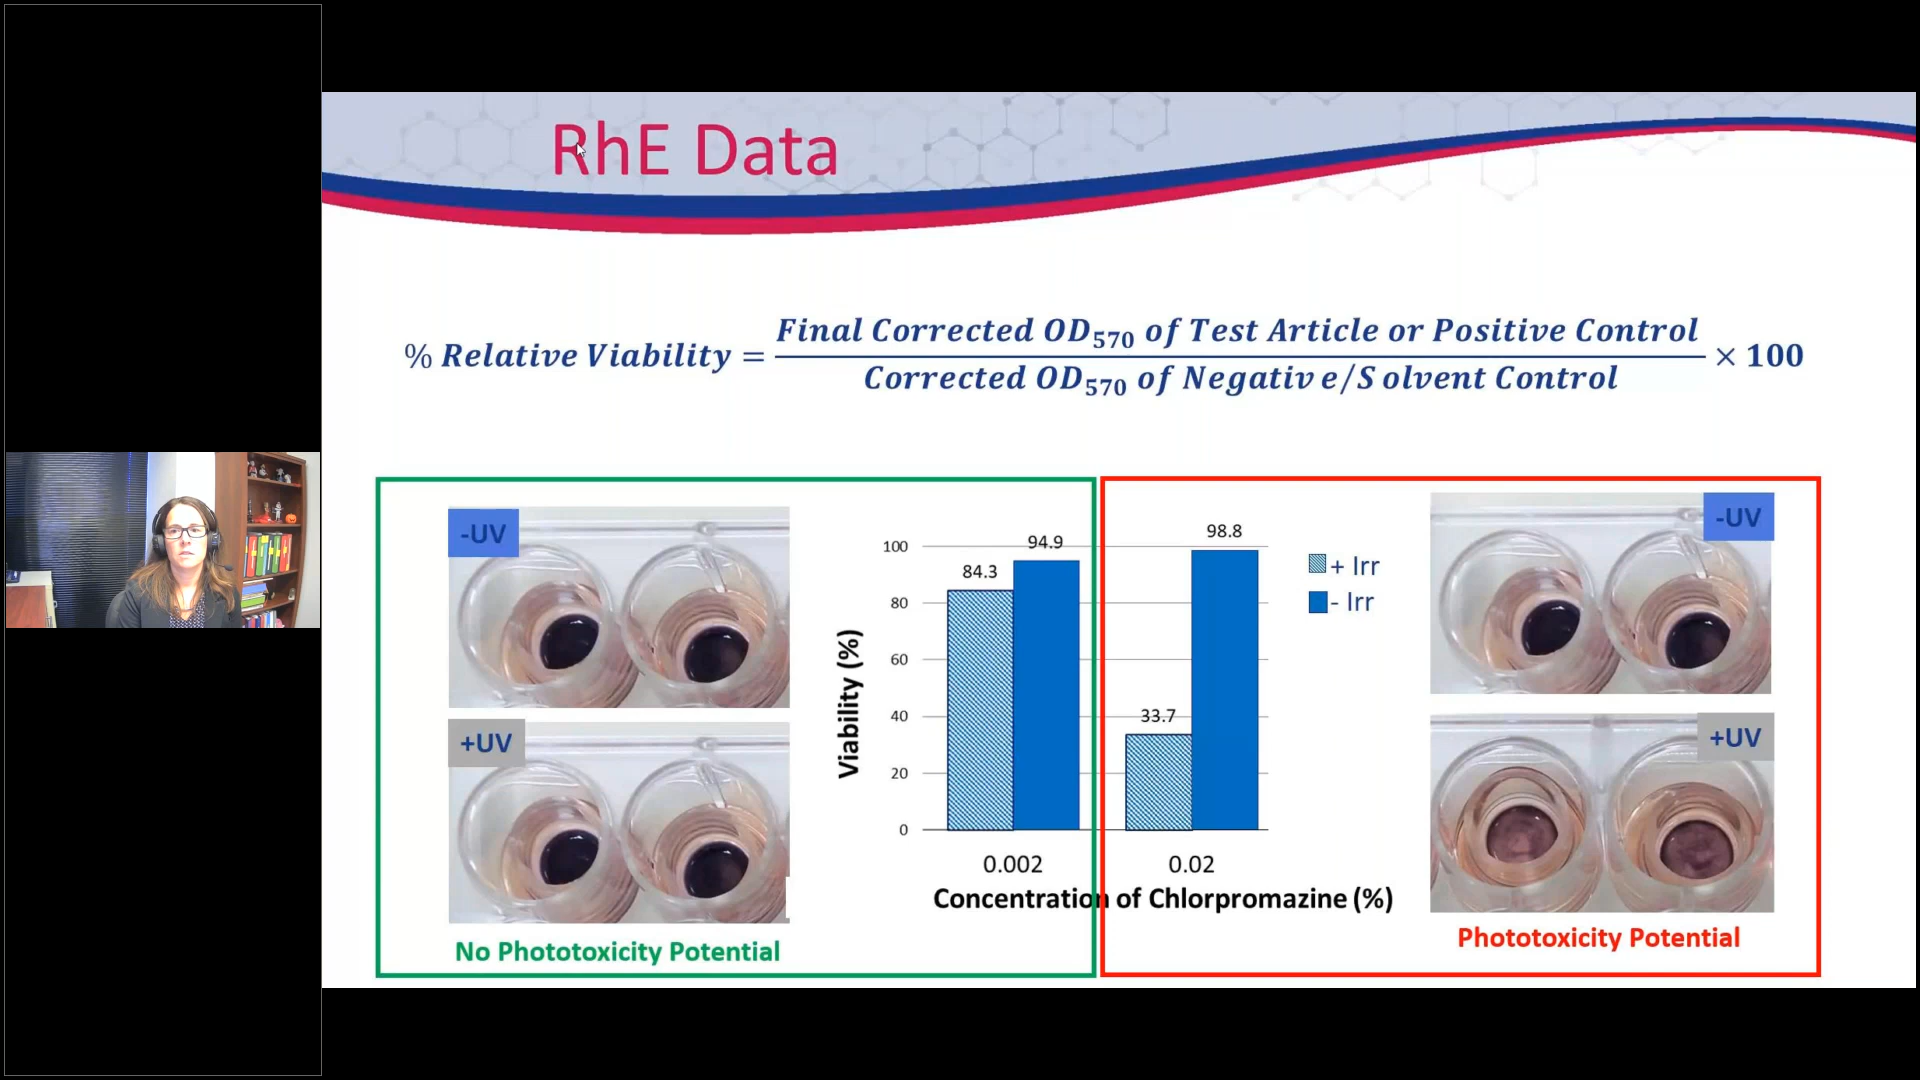 RhE Data
% Relative Viability = Final Corrected OD570 of Test Article or Positive Control / Corrected OD570 of Negativ e/S olvent Control × 100
-UV
+UV
No Phototoxicity Potential
Viability (%)
100
80
60
40
20
0
84.3
94.9
33.7
98.8
0.002
0.02
Concentration of Chlorpromazine (%)
+ Irr
- Irr
-UV
+UV
Phototoxicity Potential